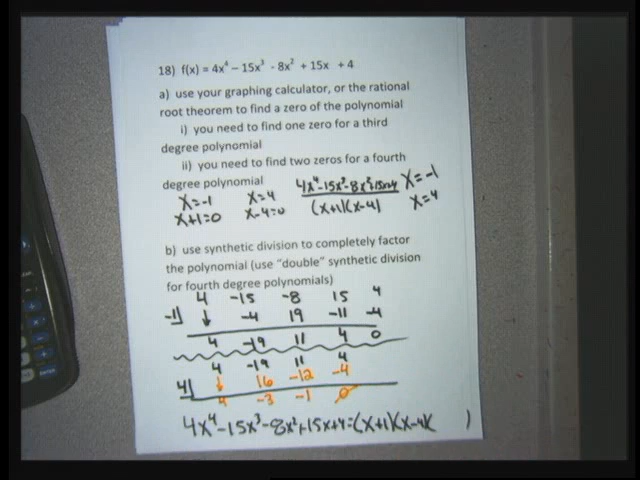 18) f(x) = 4x⁴ – 15x³ - 8x² + 15x + 4
a) use your graphing calculator, or the rational
root theorem to find a zero of the polynomial
i) you need to find one zero for a third
degree polynomial
ii) you need to find two zeros for a fourth
degree polynomial
x=-1 x=4 4x⁴-15x³-8x²+15x+4 x=-1
x+1=0 x-4=0 (x+1)(x-4) x=4
b) use synthetic division to completely factor
the polynomial (use "double" synthetic division
for fourth degree polynomials)
4 -15 -8 15 4
-1 ↓ -4 19 -11 -4
4 -19 11 4 0
4 -19 11 4
4 ↓ 16 -12 -4
4 -3 -1 0
4x⁴-15x³-8x²+15x+4=(x+1)(x-4)( )